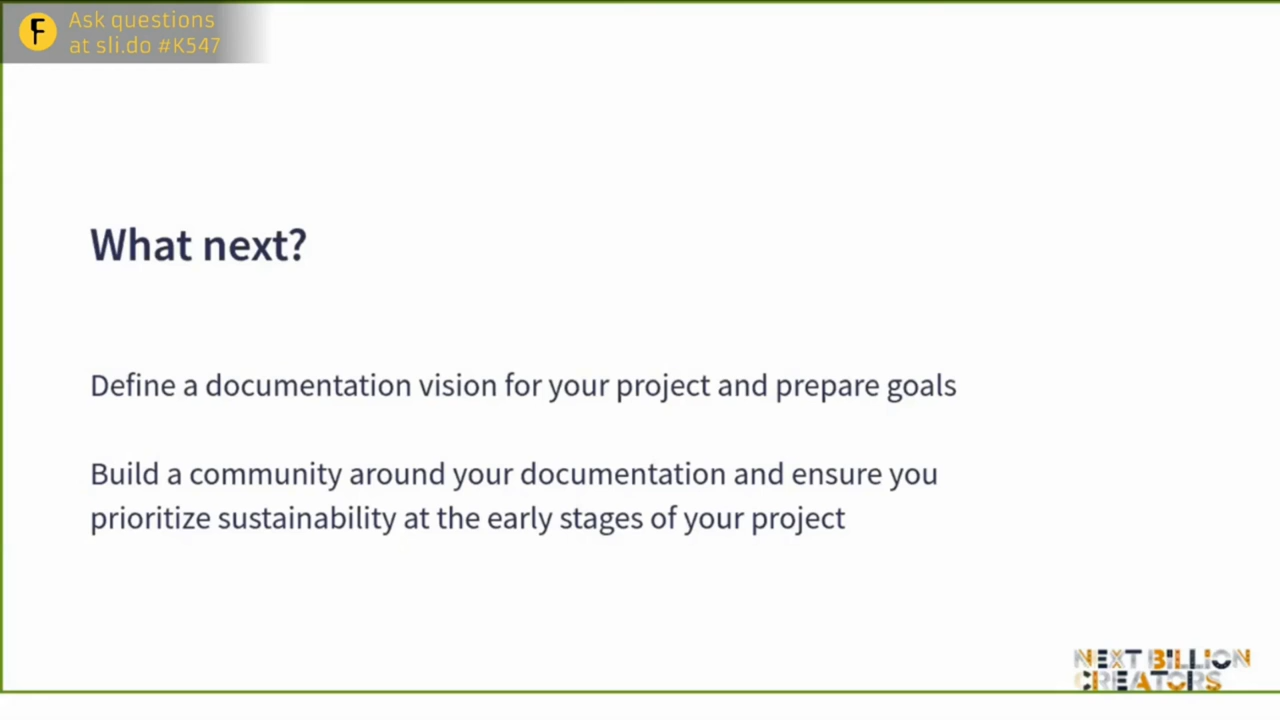 F
Ask questions
at sli.do #K547
What next?
Define a documentation vision for your project and prepare goals
Build a community around your documentation and ensure you
prioritize sustainability at the early stages of your project
NEXT BILLION
CREATORS